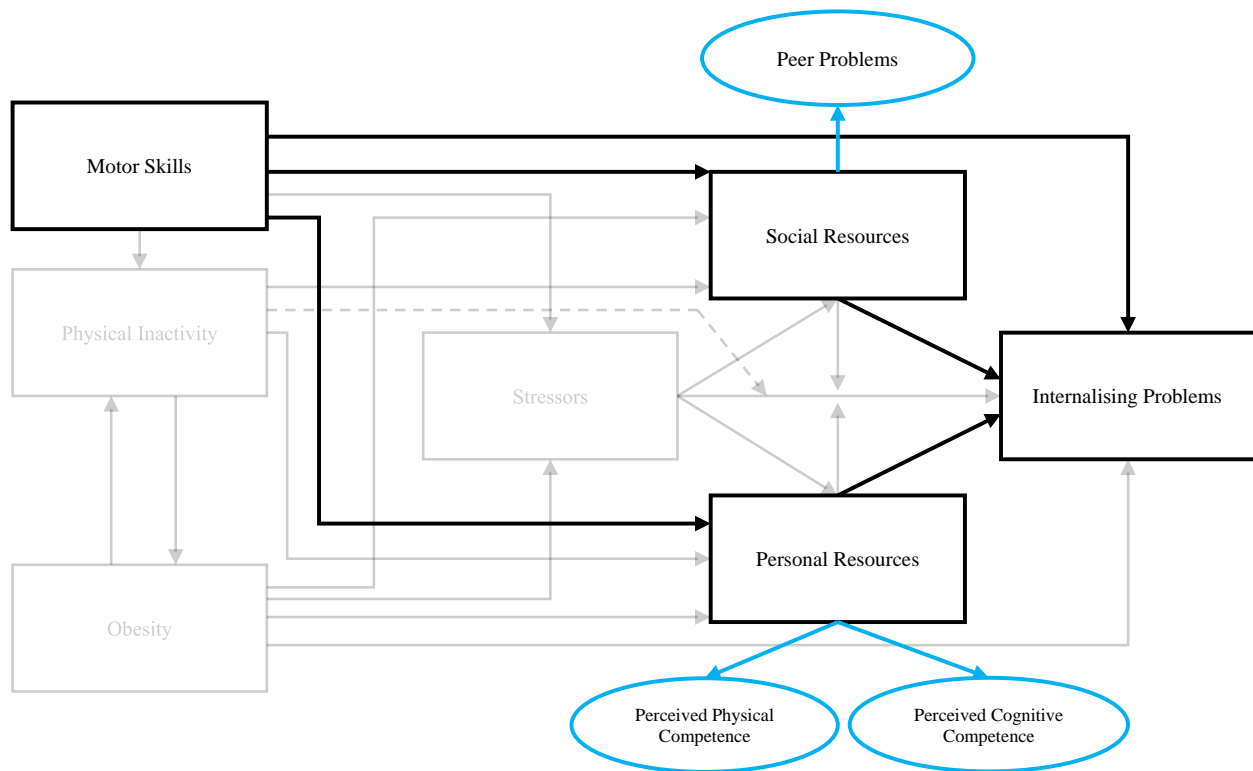 Peer Problems
Motor Skills
Social Resources
Physical Inactivity
Stressors
Internalising Problems
Personal Resources
Obesity
Perceived Physical
Competence
Perceived Cognitive
Competence